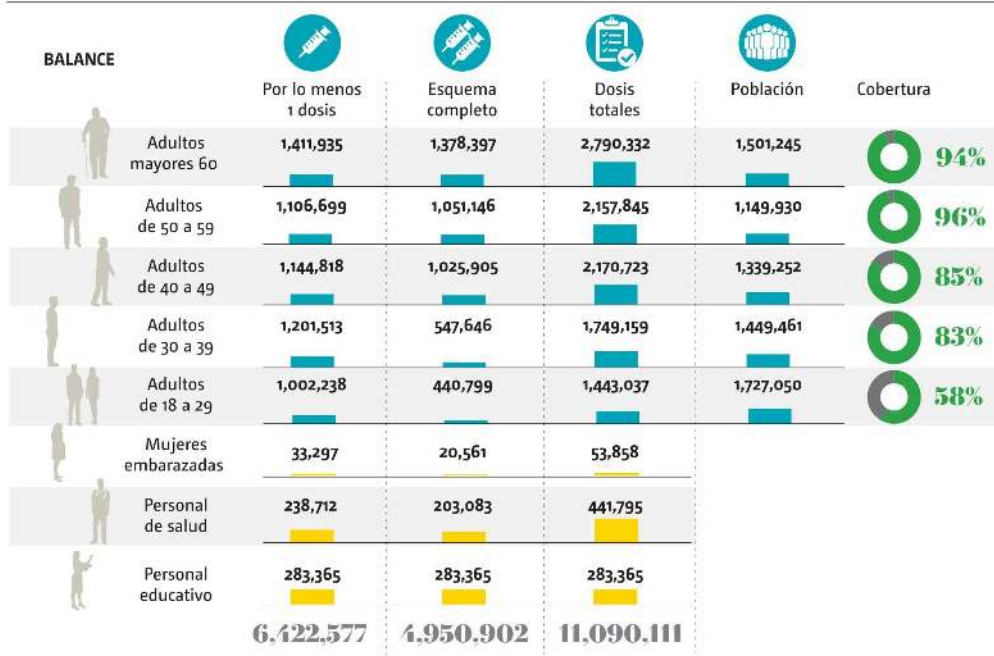 BALANCE
Por lo menos
1 dosis
Esquema
completo
Dosis
totales
Población
Cobertura
Adultos
mayores 60
1,411,935
1,378,397
2,790,332
1,501,245
94%
Adultos
de 50 a 59
1,106,699
1,051,146
2,157,845
1,149,930
96%
Adultos
de 40 a 49
1,144,818
1,025,905
2,170,723
1,339,252
85%
Adultos
de 30 a 39
1,201,513
547,646
1,749,159
1,449,461
83%
Adultos
de 18 a 29
1,002,238
440,799
1,443,037
1,727,050
58%
Mujeres
embarazadas
33,297
20,561
53,858
Personal
de salud
238,712
203,083
441,795
Personal
educativo
283,365
283,365
283,365
6,422,577
4,950,902
11,090,111